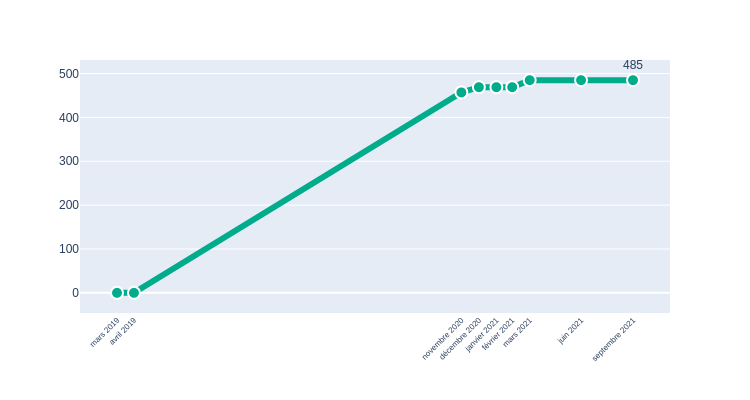 485
500
400
300
200
100
0
mars 2019
avril 2019
novembre 2020
décembre 2020
janvier 2021
février 2021
mars 2021
juin 2021
septembre 2021